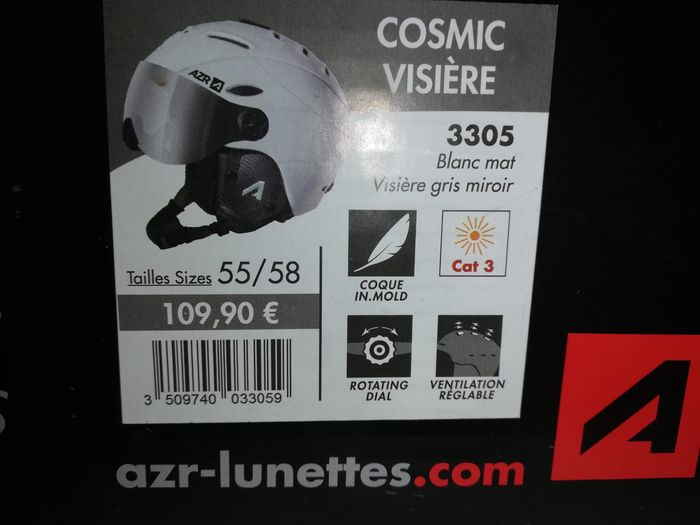 COSMIC
VISIÈRE
AZR
3305
Blanc mat
Visière gris miroir
Tailles Sizes 55/58
109,90 €
COQUE
IN.MOLD
Cat 3
ROTATING
DIAL
VENTILATION
RÉGLABLE
3 509740 033059
azr-lunettes.com